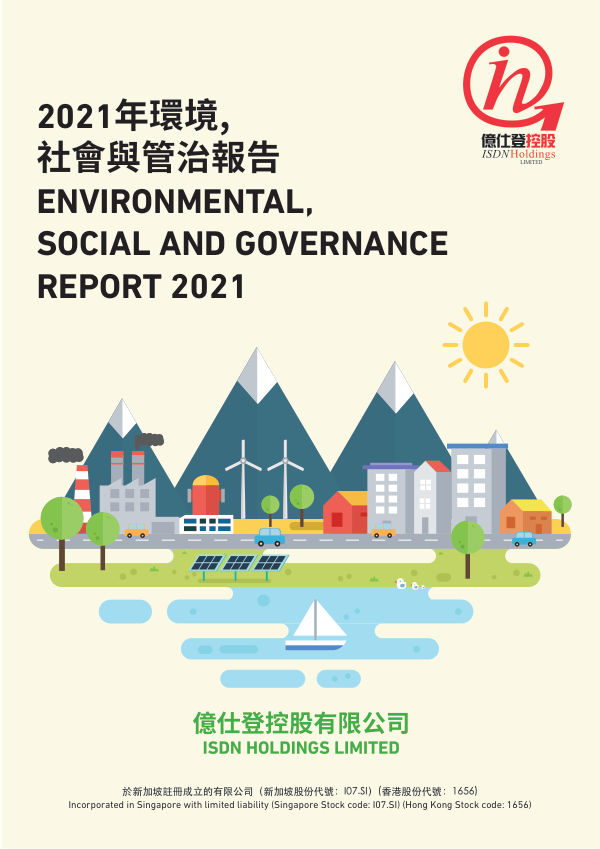 2021年環境,
社會與管治報告
ENVIRONMENTAL,
SOCIAL AND GOVERNANCE
REPORT 2021
in
億仕登控股
ISDN Holdings
LIMITED
億仕登控股有限公司
ISDN HOLDINGS LIMITED
於新加坡註冊成立的有限公司（新加坡股份代號：I07.SI）（香港股份代號：1656）
Incorporated in Singapore with limited liability (Singapore Stock code: I07.SI) (Hong Kong Stock code: 1656)